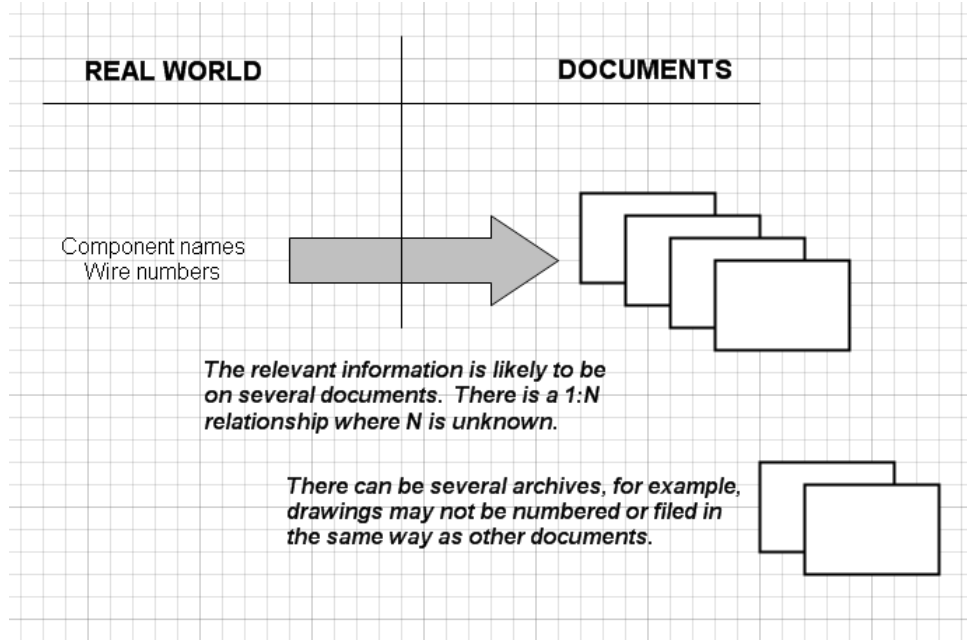 REAL WORLD
DOCUMENTS
Component names
Wire numbers
The relevant information is likely to be
on several documents.  There is a 1:N
relationship where N is unknown.
There can be several archives, for example,
drawings may not be numbered or filed in
the same way as other documents.